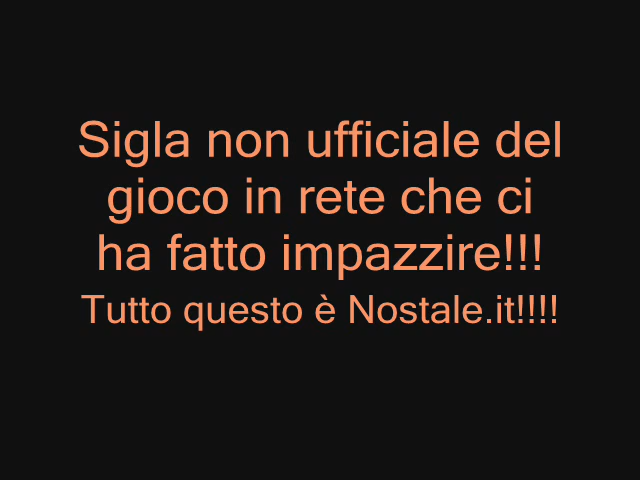 Sigla non ufficiale del
gioco in rete che ci
ha fatto impazzire!!!
Tutto questo è Nostale.it!!!!